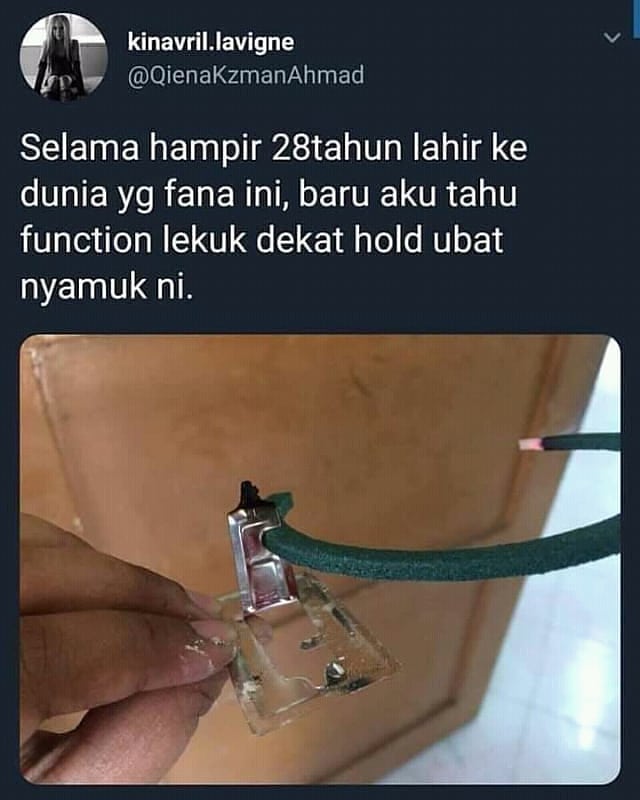 kinavril.lavigne
@QienaKzmanAhmad
Selama hampir 28tahun lahir ke
dunia yg fana ini, baru aku tahu
function lekuk dekat hold ubat
nyamuk ni.